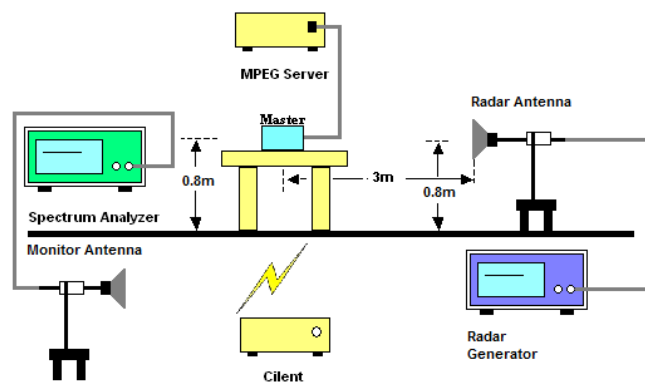 MPEG Server
Master
Radar Antenna
0.8m
3m
0.8m
Spectrum Analyzer
Monitor Antenna
Radar
Generator
Cilent